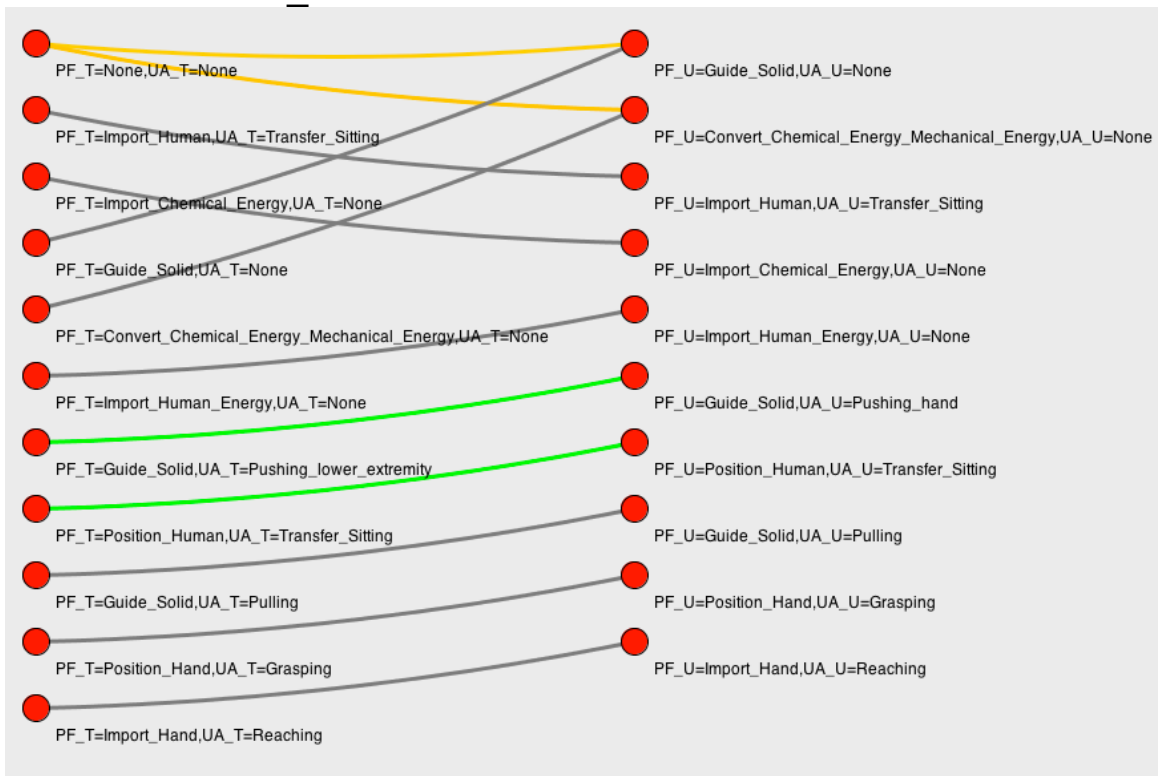 PF_T=None,UA_T=None
PF_T=Import_Human,UA_T=Transfer_Sitting
PF_T=Import_Chemical_Energy,UA_T=None
PF_T=Guide_Solid,UA_T=None
PF_T=Convert_Chemical_Energy_Mechanical_Energy,UA_T=None
PF_T=Import_Human_Energy,UA_T=None
PF_T=Guide_Solid,UA_T=Pushing_lower_extremity
PF_T=Position_Human,UA_T=Transfer_Sitting
PF_T=Guide_Solid,UA_T=Pulling
PF_T=Position_Hand,UA_T=Grasping
PF_T=Import_Hand,UA_T=Reaching
PF_U=Guide_Solid,UA_U=None
PF_U=Convert_Chemical_Energy_Mechanical_Energy,UA_U=None
PF_U=Import_Human,UA_U=Transfer_Sitting
PF_U=Import_Chemical_Energy,UA_U=None
PF_U=Import_Human_Energy,UA_U=None
PF_U=Guide_Solid,UA_U=Pushing_hand
PF_U=Position_Human,UA_U=Transfer_Sitting
PF_U=Guide_Solid,UA_U=Pulling
PF_U=Position_Hand,UA_U=Grasping
PF_U=Import_Hand,UA_U=Reaching